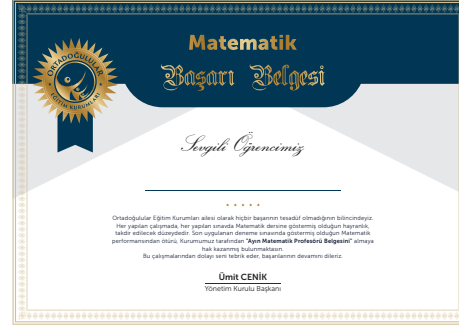 Matematik
Başarı Belgesi
ORTADOĞULULAR
EĞİTİM KURUMLARI
Sevgili Öğrencimiz
Ortadoğulular Eğitim Kurumları ailesi olarak hiçbir başarının tesadüf olmadığının bilincindeyiz.
Her yapılan çalışmada, her yapılan sınavda Matematik dersine göstermiş olduğun hayranlık,
takdir edilecek düzeydedir. Son uygulanan deneme sınavında göstermiş olduğun Matematik
performansından ötürü, Kurumumuz tarafından "Ayın Matematik Profesörü Belgesini" almaya
hak kazanmış bulunmaktasın.
Bu çalışmalarından dolayı seni tebrik eder, başarılarının devamını dileriz.
Ümit CENİK
Yönetim Kurulu Başkanı